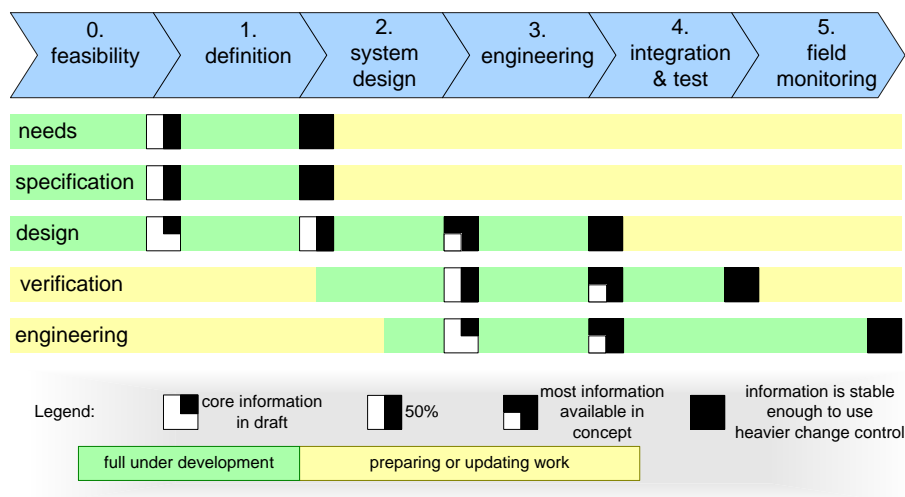 0.
feasibility
1.
definition
2.
system
design
3.
engineering
4.
integration
& test
5.
field
monitoring
needs
specification
design
verification
engineering
Legend:
core information
in draft
50%
most information
available in
concept
information is stable
enough to use
heavier change control
full under development
preparing or updating work